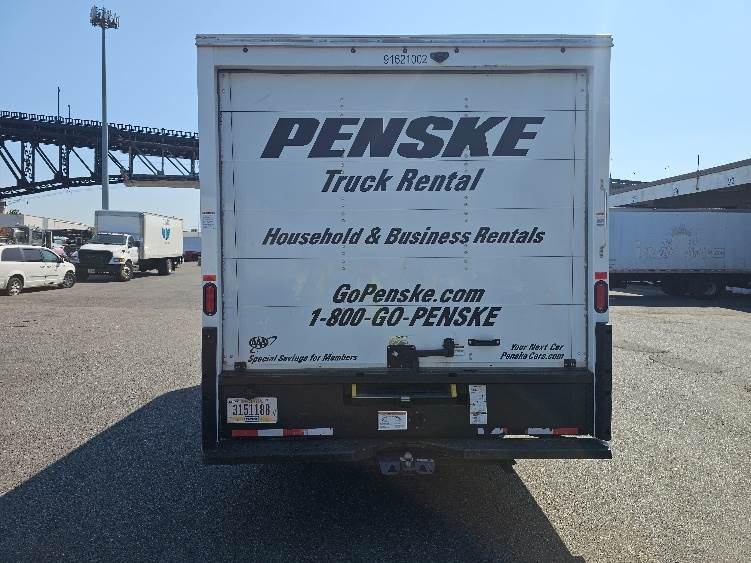 91621002
PENSKE
Truck Rental
Household & Business Rentals
GoPenske.com
1-800-GO-PENSKE
AAA
Special Savings for Members
Your Next Car
PenskeCars.com
3151188